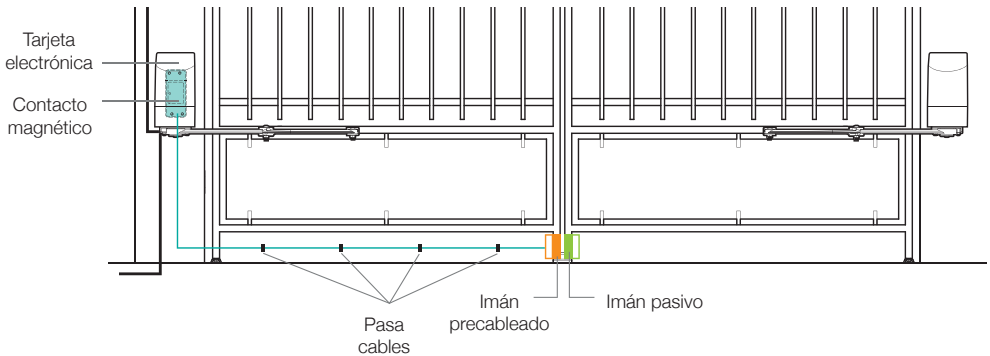 Tarjeta
electrónica
Contacto
magnético
Pasa
cables
Imán
precableado
Imán pasivo